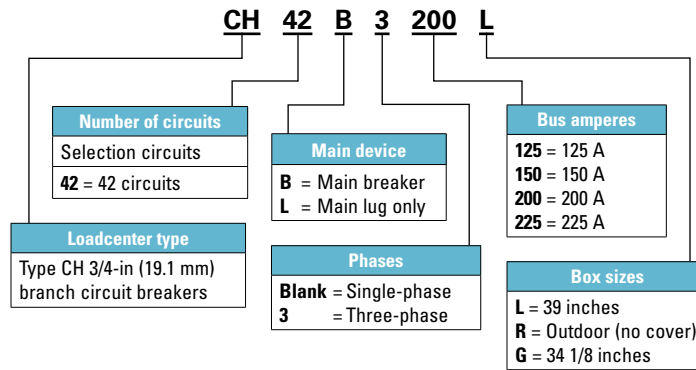 CH 42 B 3 200 L
Number of circuits
Selection circuits
42 = 42 circuits
Main device
B = Main breaker
L = Main lug only
Bus amperes
125 = 125 A
150 = 150 A
200 = 200 A
225 = 225 A
Loadcenter type
Type CH 3/4-in (19.1 mm)
branch circuit breakers
Phases
Blank = Single-phase
3 = Three-phase
Box sizes
L = 39 inches
R = Outdoor (no cover)
G = 34 1/8 inches